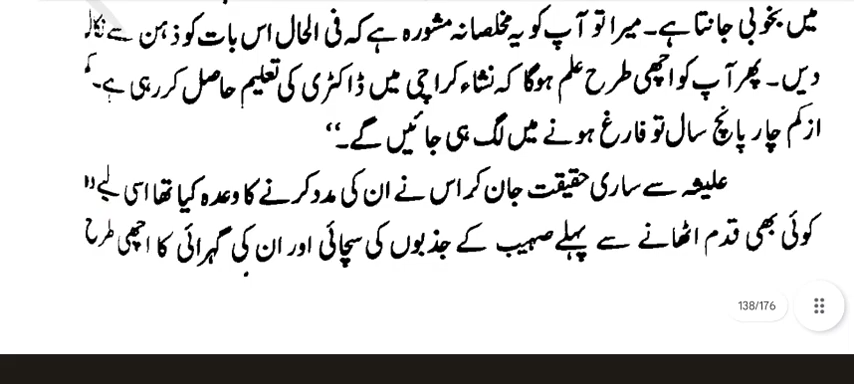 میں بخوبی جانتا ہے۔ میرا تو آپ کو یہ مخلصانہ مشورہ ہے کہ فی الحال اس بات کو ذہن سے نکال
دیں۔ پھر آپ کو اچھی طرح علم ہوگا کہ نشاء کراچی میں ڈاکٹری کی تعلیم حاصل کر رہی ہے۔
ازکم چار پانچ سال تو فارغ ہونے میں لگ ہی جائیں گے۔‘‘
علیشہ سے ساری حقیقت جان کر اس نے ان کی مدد کرنے کا وعدہ کیا تھا اسی لیے
کوئی بھی قدم اٹھانے سے پہلے صہیب کے جذبوں کی سچائی اور ان کی گہرائی کا اچھی طرح
138/176